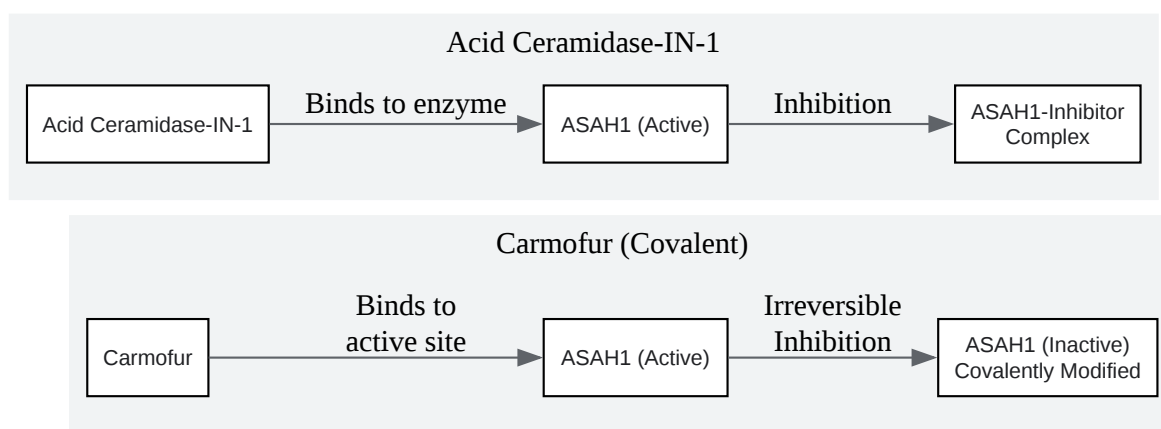 Acid Ceramidase-IN-1
Acid Ceramidase-IN-1
Binds to enzyme
ASAH1 (Active)
Inhibition
ASAH1-Inhibitor
Complex
Carmofur (Covalent)
Carmofur
Binds to
active site
ASAH1 (Active)
Irreversible
Inhibition
ASAH1 (Inactive)
Covalently Modified